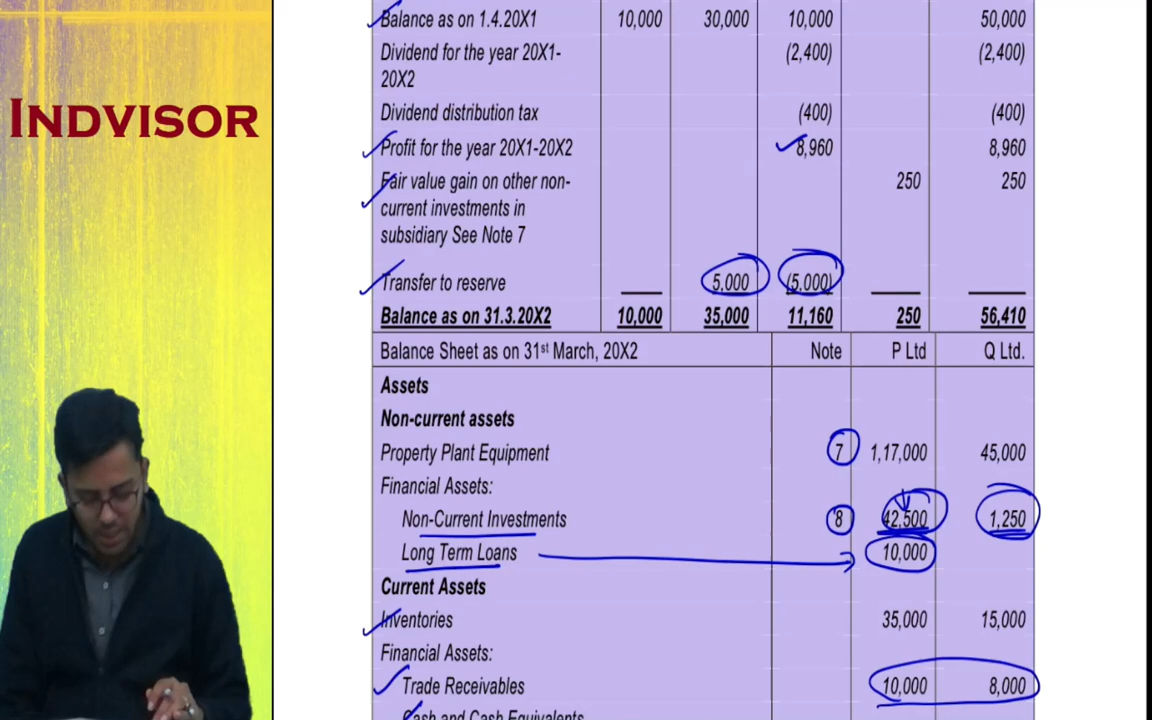 INDVISOR
Balance as on 1.4.20X1 10,000 30,000 10,000 50,000
Dividend for the year 20X1- (2,400) (2,400)
20X2
Dividend distribution tax (400) (400)
Profit for the year 20X1-20X2 8,960 8,960
Fair value gain on other non- 250 250
current investments in
subsidiary See Note 7
Transfer to reserve 5,000 (5,000)
Balance as on 31.3.20X2 10,000 35,000 11,160 250 56,410
Balance Sheet as on 31st March, 20X2 Note P Ltd Q Ltd.
Assets
Non-current assets
Property Plant Equipment 7 1,17,000 45,000
Financial Assets:
Non-Current Investments 8 42,500 1,250
Long Term Loans 10,000
Current Assets
Inventories 35,000 15,000
Financial Assets:
Trade Receivables 10,000 8,000
Cash and Cash Equivalents